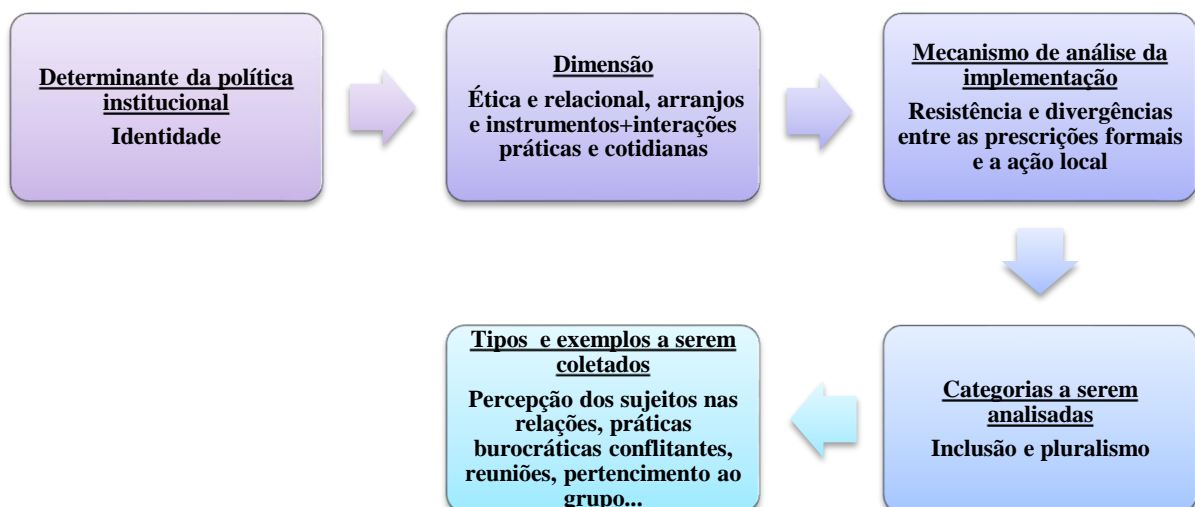 Determinante da política
institucional
Identidade
Dimensão
Ética e relacional, arranjos
e instrumentos+interações
práticas e cotidianas
Mecanismo de análise da
implementação
Resistência e divergências
entre as prescrições formais
e a ação local
Categorias a serem
analisadas
Inclusão e pluralismo
Tipos e exemplos a serem
coletados
Percepção dos sujeitos nas
relações, práticas
burocráticas conflitantes,
reuniões, pertencimento ao
grupo...